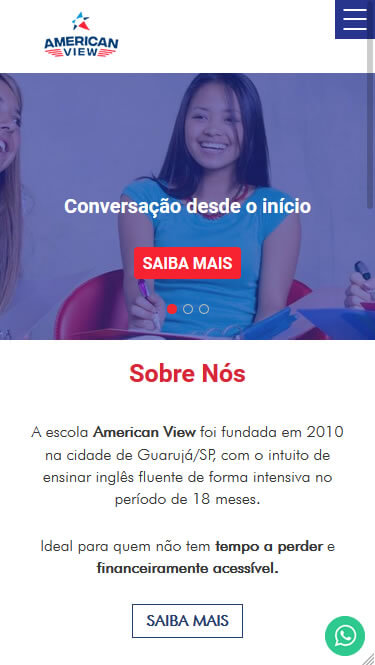 AMERICAN
VIEW
Conversação desde o início
SAIBA MAIS
Sobre Nós
A escola American View foi fundada em 2010
na cidade de Guarujá/SP, com o intuito de
ensinar inglês fluente de forma intensiva no
período de 18 meses.
Ideal para quem não tem tempo a perder e
financeiramente acessível.
SAIBA MAIS